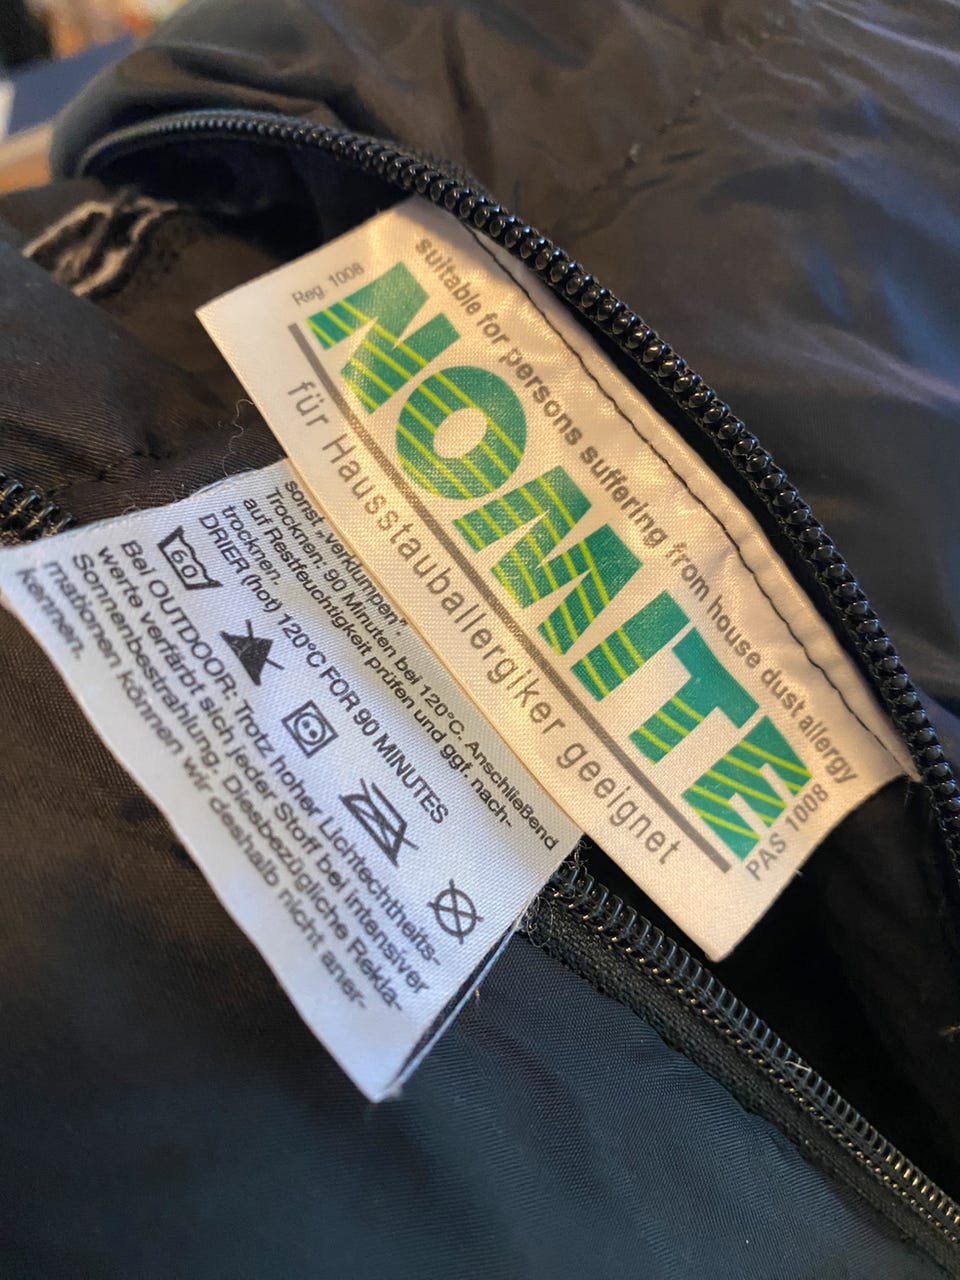 suitable for persons suffering from house dust allergy
Reg. 1008
NOMITE
PAS 1008
für Hausstauballergiker geeignet
sonst „verklumpen".
Trocknen: 90 Minuten bei 120°C. Anschließend
auf Restfeuchtigkeit prüfen und ggf. nach-
trocknen.
DRIER (hot) 120°C FOR 90 MINUTES
60
Bei OUTDOOR: Trotz hoher Lichtechtheits-
werte verfärbt sich jeder Stoff bei intensiver
Sonnenbestrahlung. Diesbezügliche Rekla-
mationen können wir deshalb nicht aner-
kennen.